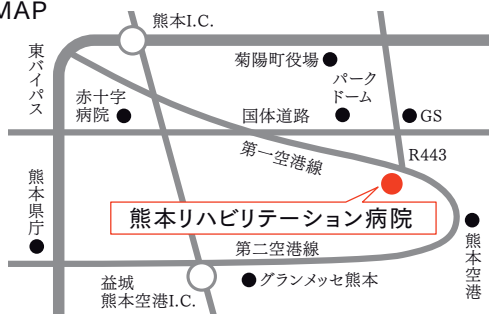 MAP
熊本I.C.
東バイパス
菊陽町役場
パーク
ドーム
赤十字
病院
国体道路
GS
第一空港線
R443
熊本県庁
熊本リハビリテーション病院
熊本空港
第二空港線
益城
熊本空港I.C.
グランメッセ熊本